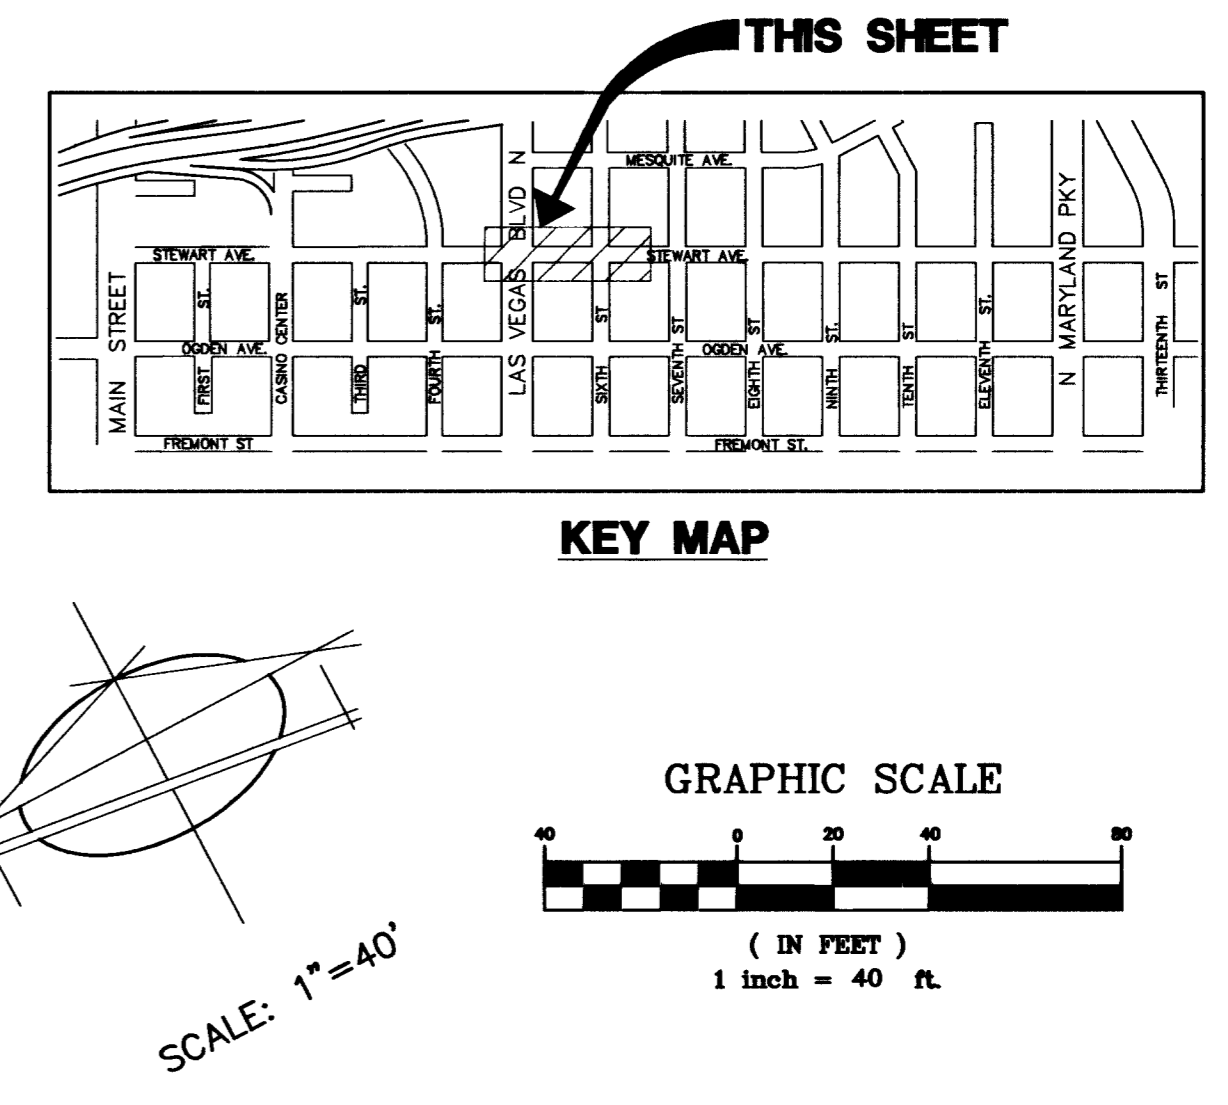 THIS SHEET
MESQUITE AVE.
STEWART AVE.
STEWART AVE.
MAIN STREET
FIRST ST.
CASINO CENTER
THIRD ST.
FOURTH ST.
LAS VEGAS BLVD N
SIXTH ST
SEVENTH ST
EIGHTH ST
NINTH ST.
TENTH ST
ELEVENTH ST.
N MARYLAND PKY
THIRTEENTH ST
OGDEN AVE.
OGDEN AVE.
FREMONT ST
FREMONT ST.
KEY MAP
SCALE: 1"=40'
GRAPHIC SCALE
40 0 20 40 80
( IN FEET )
1 inch = 40 ft.